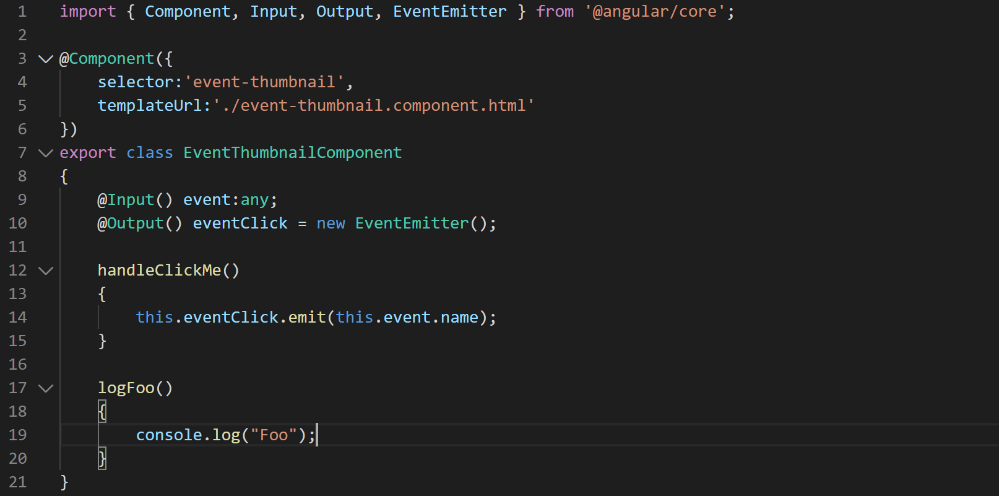 1 import { Component, Input, Output, EventEmitter } from '@angular/core';
2
3 @Component({
4     selector:'event-thumbnail',
5     templateUrl:'./event-thumbnail.component.html'
6 })
7 export class EventThumbnailComponent
8 {
9     @Input() event:any;
10     @Output() eventClick = new EventEmitter();
11
12     handleClickMe()
13     {
14         this.eventClick.emit(this.event.name);
15     }
16
17     logFoo()
18     {
19         console.log("Foo");
20     }
21 }